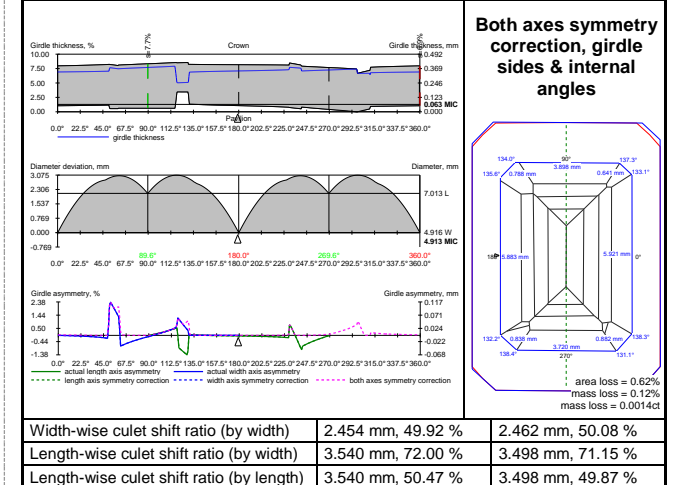 Girdle thickness, %
Crown
Girdle thickness, mm
10.00
7.50
5.00
2.50
0.00
0.492
0.369
0.246
0.123
0.063 MIC
Pavilion
0.0° 22.5° 45.0° 67.5° 90.0° 112.5° 135.0° 157.5° 180.0° 202.5° 225.0° 247.5° 270.0° 292.5° 315.0° 337.5° 360.0°
girdle thickness
Diameter deviation, mm
Diameter, mm
3.075
2.306
1.537
0.769
0.000
-0.769
7.013 L
4.916 W
4.913 MIC
89.6° 180.0° 269.6° 360.0°
0.0° 22.5° 45.0° 67.5° 90.0° 112.5° 135.0° 157.5° 180.0° 202.5° 225.0° 247.5° 270.0° 292.5° 315.0° 337.5° 360.0°
Girdle asymmetry, %
Girdle asymmetry, mm
2.38
1.44
0.50
-0.44
-1.38
0.117
0.071
0.024
-0.022
-0.068
0.0° 22.5° 45.0° 67.5° 90.0° 112.5° 135.0° 157.5° 180.0° 202.5° 225.0° 247.5° 270.0° 292.5° 315.0° 337.5° 360.0°
actual length axis asymmetry
actual width axis asymmetry
length axis symmetry correction
width axis symmetry correction
both axes symmetry correction
Both axes symmetry
correction, girdle
sides & internal
angles
134.0° 90° 137.3°
3.898 mm
135.6° 0.788 mm 0.641 mm 133.1°
5.883 mm 5.921 mm 0°
132.2° 0.838 mm 0.882 mm 138.3°
3.720 mm
138.4° 270° 131.1°
area loss = 0.62%
mass loss = 0.12%
mass loss = 0.0014ct
Width-wise culet shift ratio (by width) 2.454 mm, 49.92 % 2.462 mm, 50.08 %
Length-wise culet shift ratio (by width) 3.540 mm, 72.00 % 3.498 mm, 71.15 %
Length-wise culet shift ratio (by length) 3.540 mm, 50.47 % 3.498 mm, 49.87 %